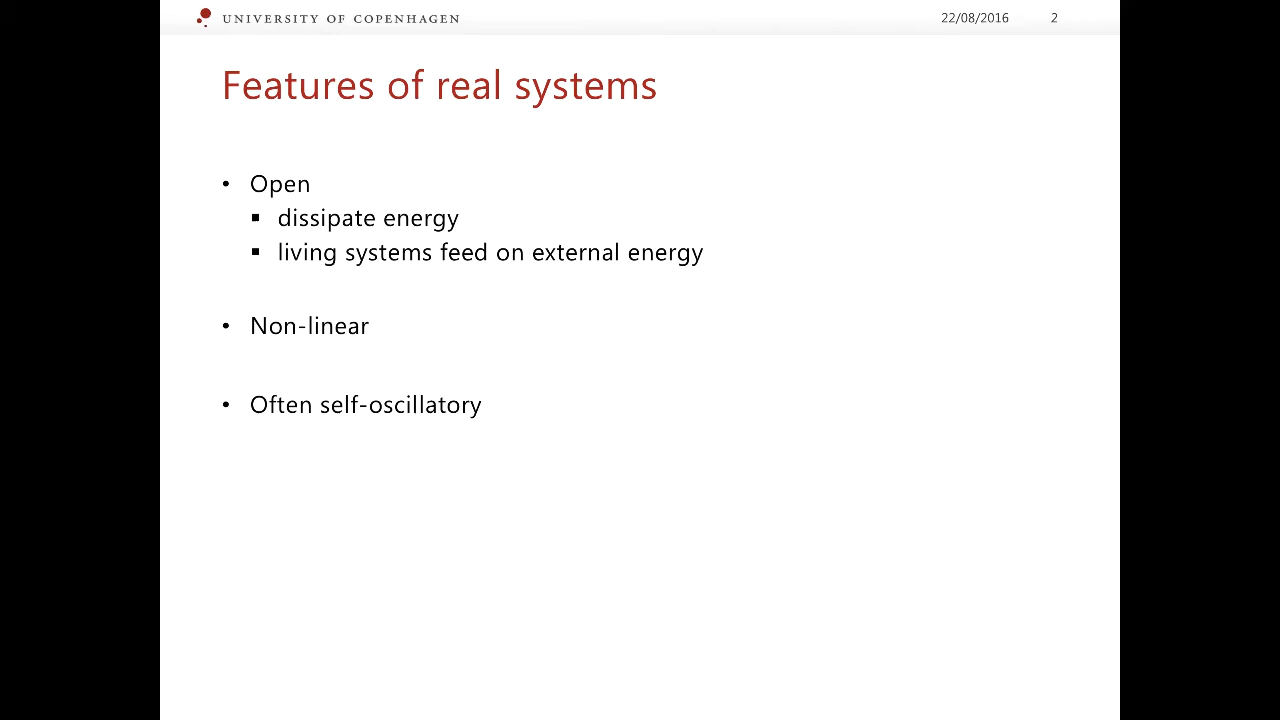 UNIVERSITY OF COPENHAGEN 22/08/2016 2
Features of real systems
• Open
▪ dissipate energy
▪ living systems feed on external energy
• Non-linear
• Often self-oscillatory